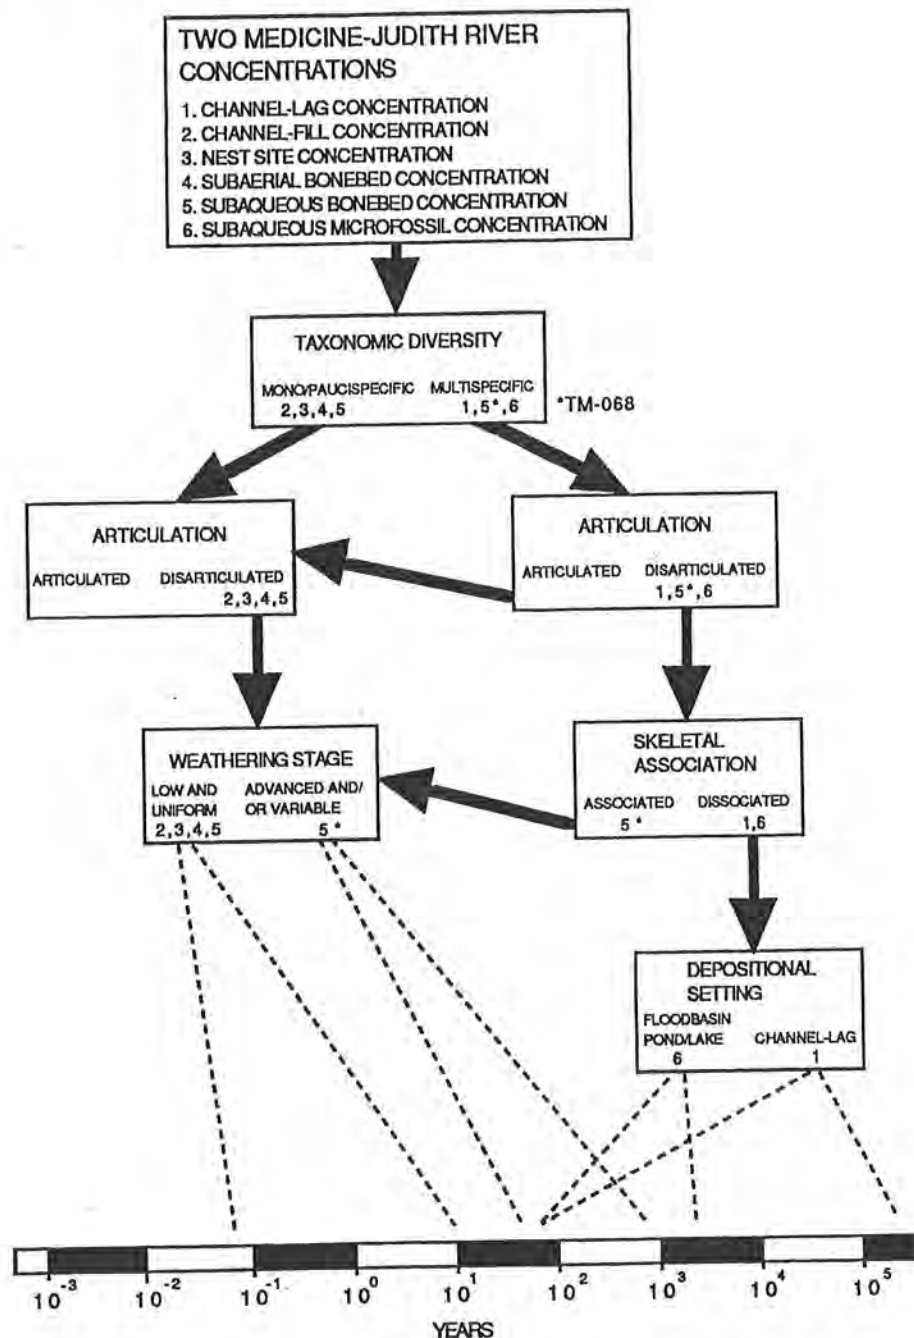 TWO MEDICINE-JUDITH RIVER
CONCENTRATIONS
1. CHANNEL-LAG CONCENTRATION
2. CHANNEL-FILL CONCENTRATION
3. NEST SITE CONCENTRATION
4. SUBAERIAL BONEBED CONCENTRATION
5. SUBAQUEOUS BONEBED CONCENTRATION
6. SUBAQUEOUS MICROFOSSIL CONCENTRATION
TAXONOMIC DIVERSITY
MONO/PAUCISPECIFIC MULTISPECIFIC
2,3,4,5 1,5*,6
*TM-068
ARTICULATION
ARTICULATED DISARTICULATED
2,3,4,5
ARTICULATION
ARTICULATED DISARTICULATED
1,5*,6
WEATHERING STAGE
LOW AND ADVANCED AND/
UNIFORM OR VARIABLE
2,3,4,5 5*
SKELETAL
ASSOCIATION
ASSOCIATED DISSOCIATED
5* 1,6
DEPOSITIONAL
SETTING
FLOODBASIN
POND/LAKE CHANNEL-LAG
6 1
10⁻³ 10⁻² 10⁻¹ 10⁰ 10¹ 10² 10³ 10⁴ 10⁵
YEARS